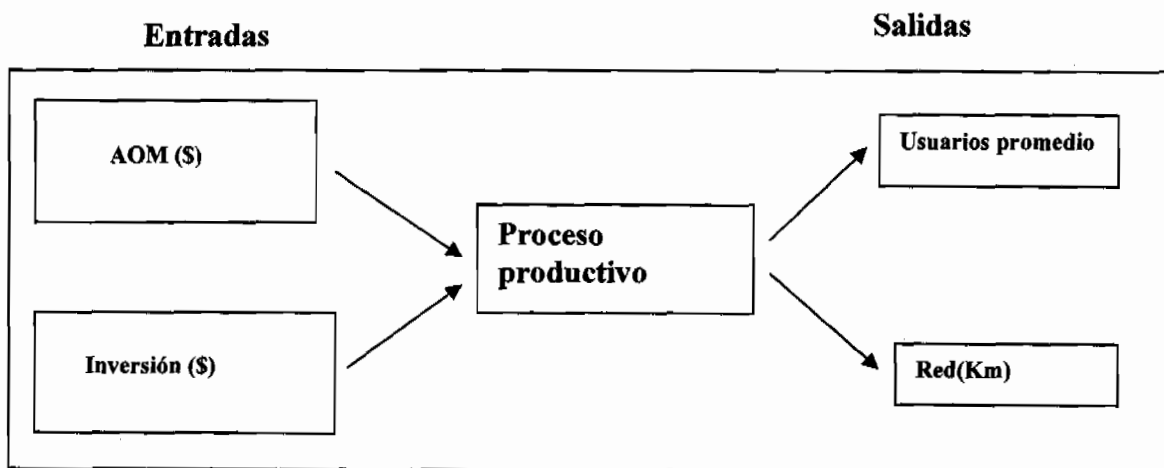 Entradas
Salidas
AOM ($)
Usuarios promedio
Proceso
productivo
Inversión ($)
Red(Km)